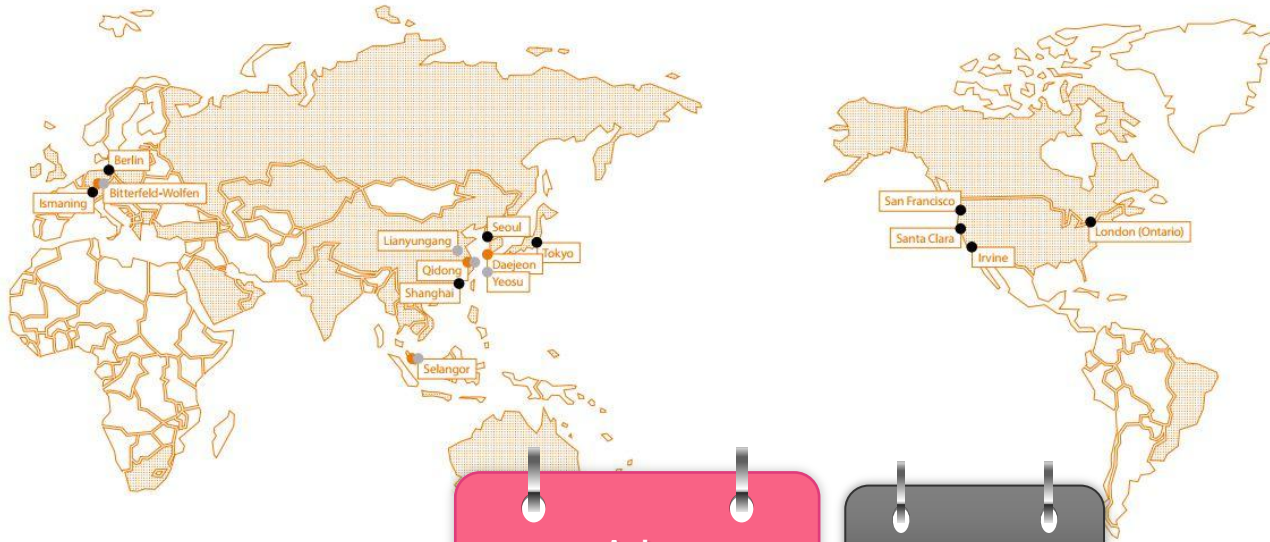 Berlin
Bitterfeld-Wolfen
Ismaning
Seoul
Lianyungang
Tokyo
Qidong
Daejeon
Yeosu
Shanghai
Selangor
San Francisco
Santa Clara
London (Ontario)
Irvine